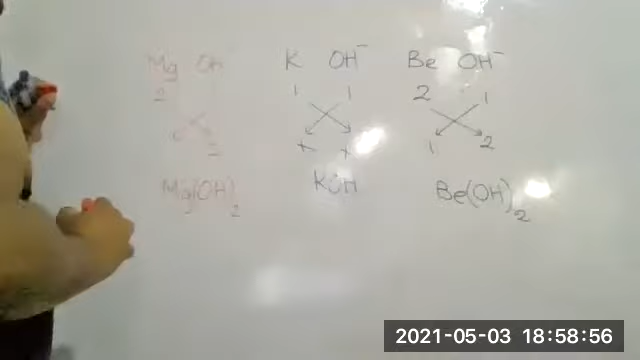 Mg OH K OH⁻ Be OH⁻
2 1 1 2 1
2 1 2
Mg(OH)₂ KOH Be(OH)₂
2021-05-03 18:58:56